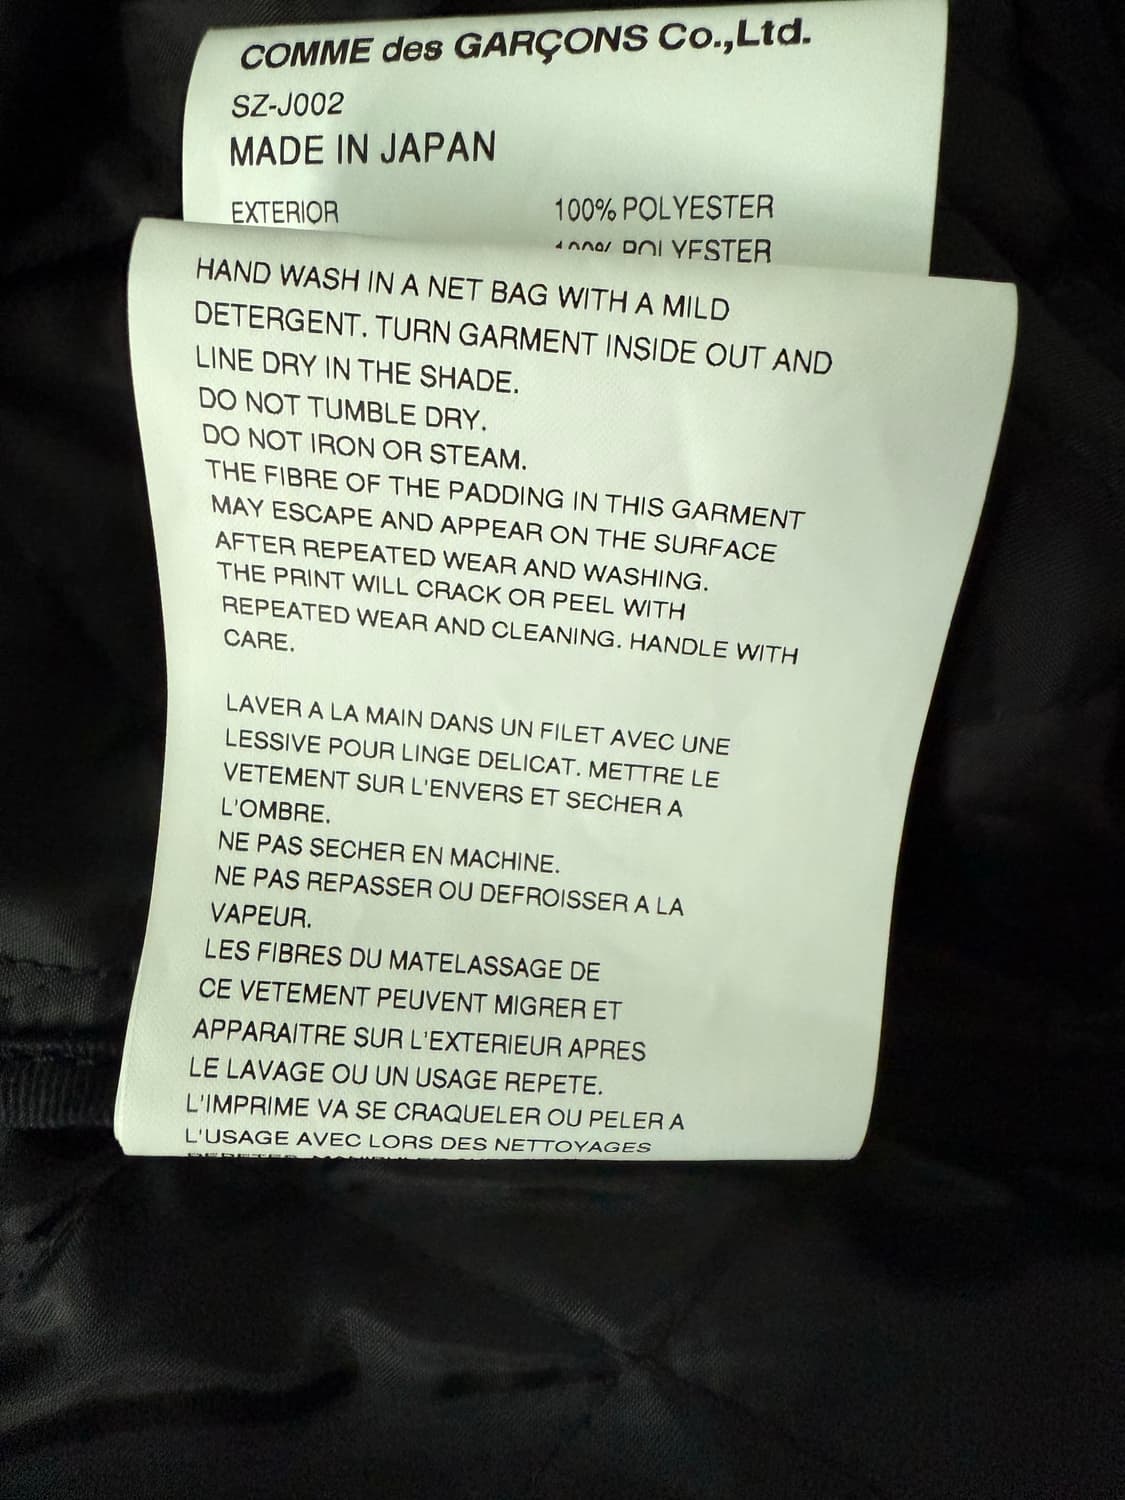 COMME des GARÇONS Co.,Ltd.
SZ-J002
MADE IN JAPAN
EXTERIOR 100% POLYESTER
100% POLYESTER
HAND WASH IN A NET BAG WITH A MILD
DETERGENT. TURN GARMENT INSIDE OUT AND
LINE DRY IN THE SHADE.
DO NOT TUMBLE DRY.
DO NOT IRON OR STEAM.
THE FIBRE OF THE PADDING IN THIS GARMENT
MAY ESCAPE AND APPEAR ON THE SURFACE
AFTER REPEATED WEAR AND WASHING.
THE PRINT WILL CRACK OR PEEL WITH
REPEATED WEAR AND CLEANING. HANDLE WITH
CARE.
LAVER A LA MAIN DANS UN FILET AVEC UNE
LESSIVE POUR LINGE DELICAT. METTRE LE
VETEMENT SUR L'ENVERS ET SECHER A
L'OMBRE.
NE PAS SECHER EN MACHINE.
NE PAS REPASSER OU DEFROISSER A LA
VAPEUR.
LES FIBRES DU MATELASSAGE DE
CE VETEMENT PEUVENT MIGRER ET
APPARAITRE SUR L'EXTERIEUR APRES
LE LAVAGE OU UN USAGE REPETE.
L'IMPRIME VA SE CRAQUELER OU PELER A
L'USAGE AVEC LORS DES NETTOYAGES